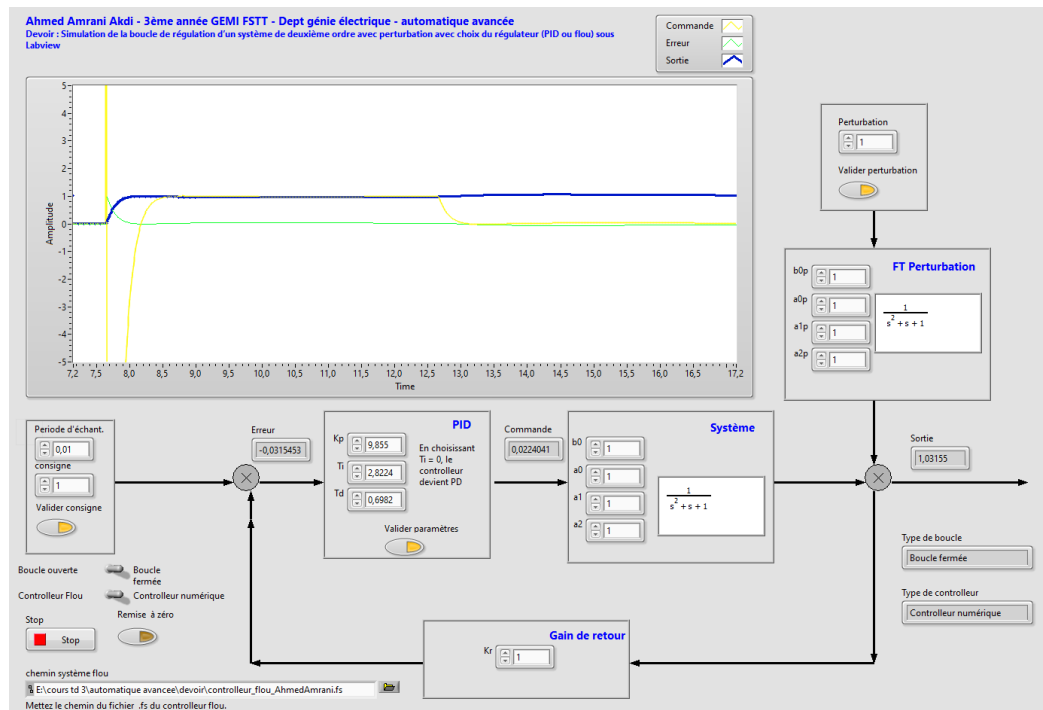 Ahmed Amrani Akdi - 3ème année GEMI FSTT - Dept génie électrique - automatique avancée
Devoir : Simulation de la boucle de régulation d'un système de deuxième ordre avec perturbation avec choix du régulateur (PID ou flou) sous
Labview
Commande
Erreur
Sortie
Amplitude
5
4
3
2
1
0
-1
-2
-3
-4
-5
7,2 7,5 8,0 8,5 9,0 9,5 10,0 10,5 11,0 11,5 12,0 12,5 13,0 13,5 14,0 14,5 15,0 15,5 16,0 16,5 17,2
Time
Perturbation
1
Valider perturbation
FT Perturbation
b0p 1
a0p 1
a1p 1
a2p 1
1
s² + s + 1
Periode d'échant.
0,01
consigne
1
Valider consigne
Erreur
-0,0315453
PID
Kp 9,855
Ti 2,8224
Td 0,6982
En choisissant
Ti = 0, le
controlleur
devient PD
Valider paramètres
Commande
0,0224041
Système
b0 1
a0 1
a1 1
a2 1
1
s² + s + 1
Sortie
1,03155
Type de boucle
Boucle fermée
Type de controlleur
Controlleur numérique
Boucle ouverte
Boucle
fermée
Controlleur Flou
Controlleur numérique
Stop
Stop
Remise à zéro
Gain de retour
Kr 1
chemin système flou
E:\cours td 3\automatique avancee\devoir\controlleur_flou_AhmedAmrani.fs
Mettez le chemin du fichier .fs du controlleur flou.